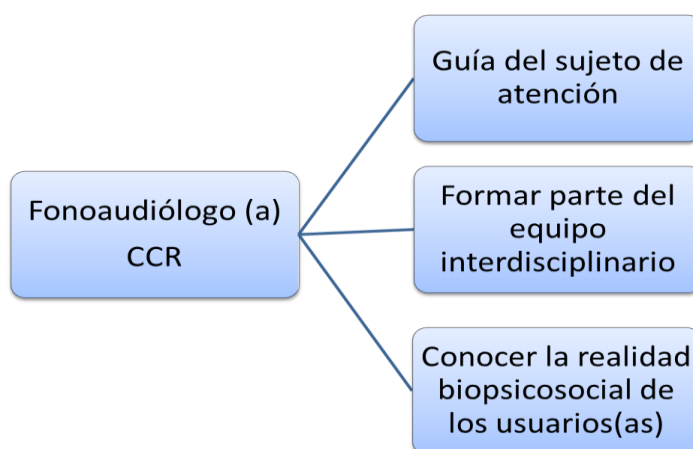 Fonoaudiólogo (a)
CCR
Guía del sujeto de
atención
Formar parte del
equipo
interdisciplinario
Conocer la realidad
biopsicosocial de
los usuarios(as)